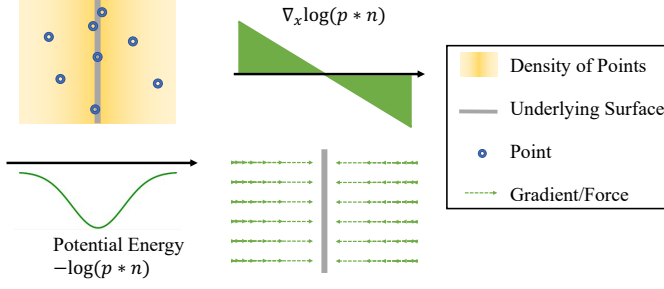 ∇ₓlog(p * n)
Density of Points
Underlying Surface
Point
Gradient/Force
Potential Energy
−log(p * n)